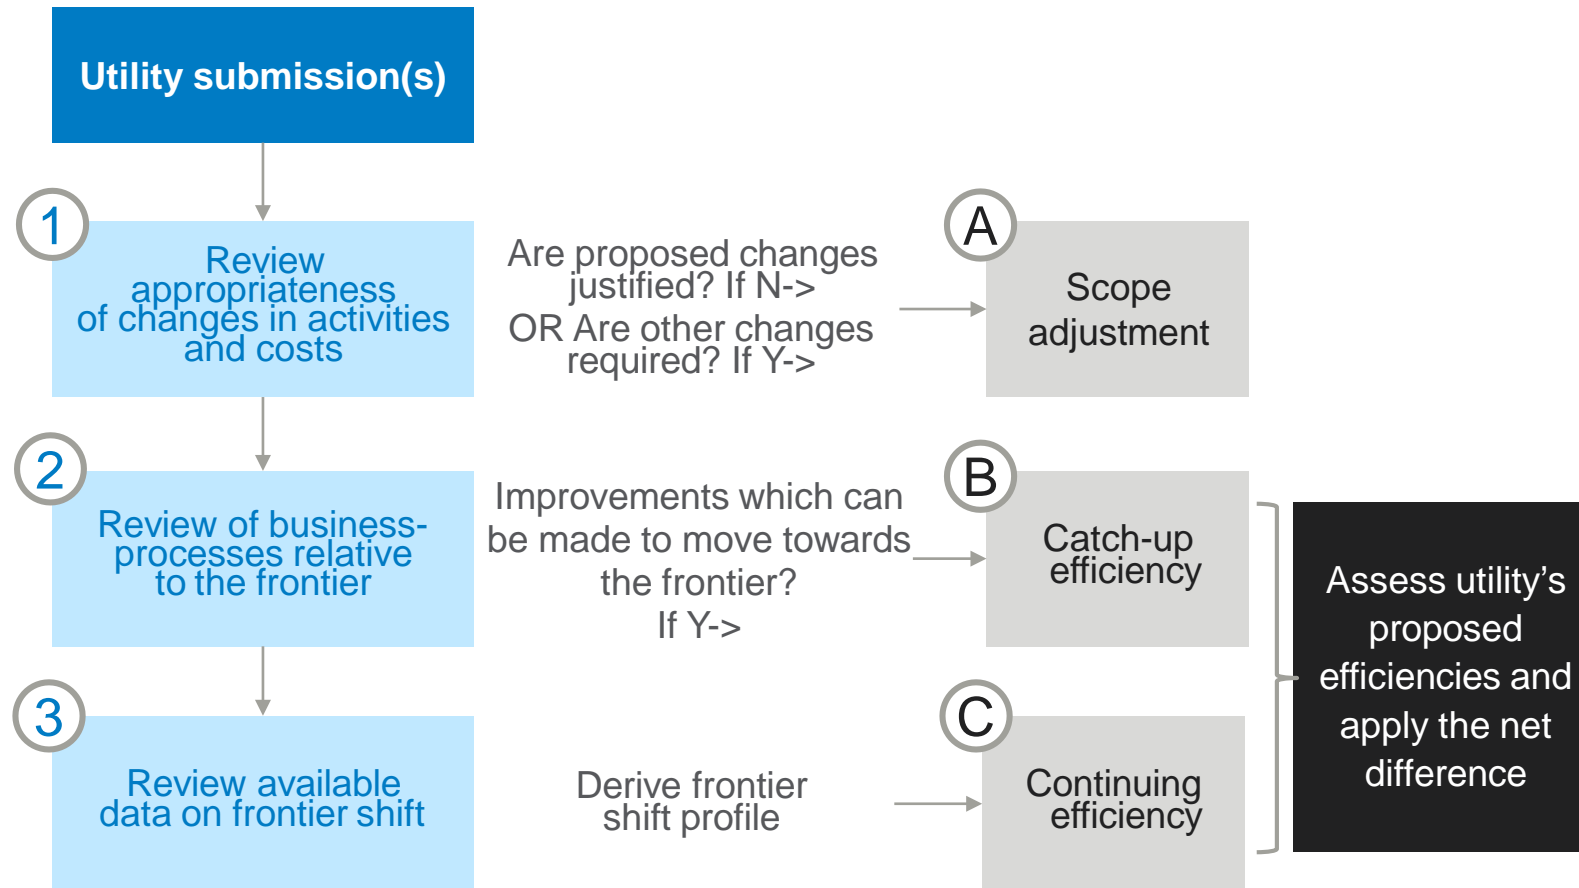 Utility submission(s)
1
Review
appropriateness
of changes in activities
and costs
Are proposed changes
justified? If N->
OR Are other changes
required? If Y->
A
Scope
adjustment
2
Review of business-
processes relative
to the frontier
Improvements which can
be made to move towards
the frontier?
If Y->
B
Catch-up
efficiency
3
Review available
data on frontier shift
Derive frontier
shift profile
C
Continuing
efficiency
Assess utility’s
proposed
efficiencies and
apply the net
difference